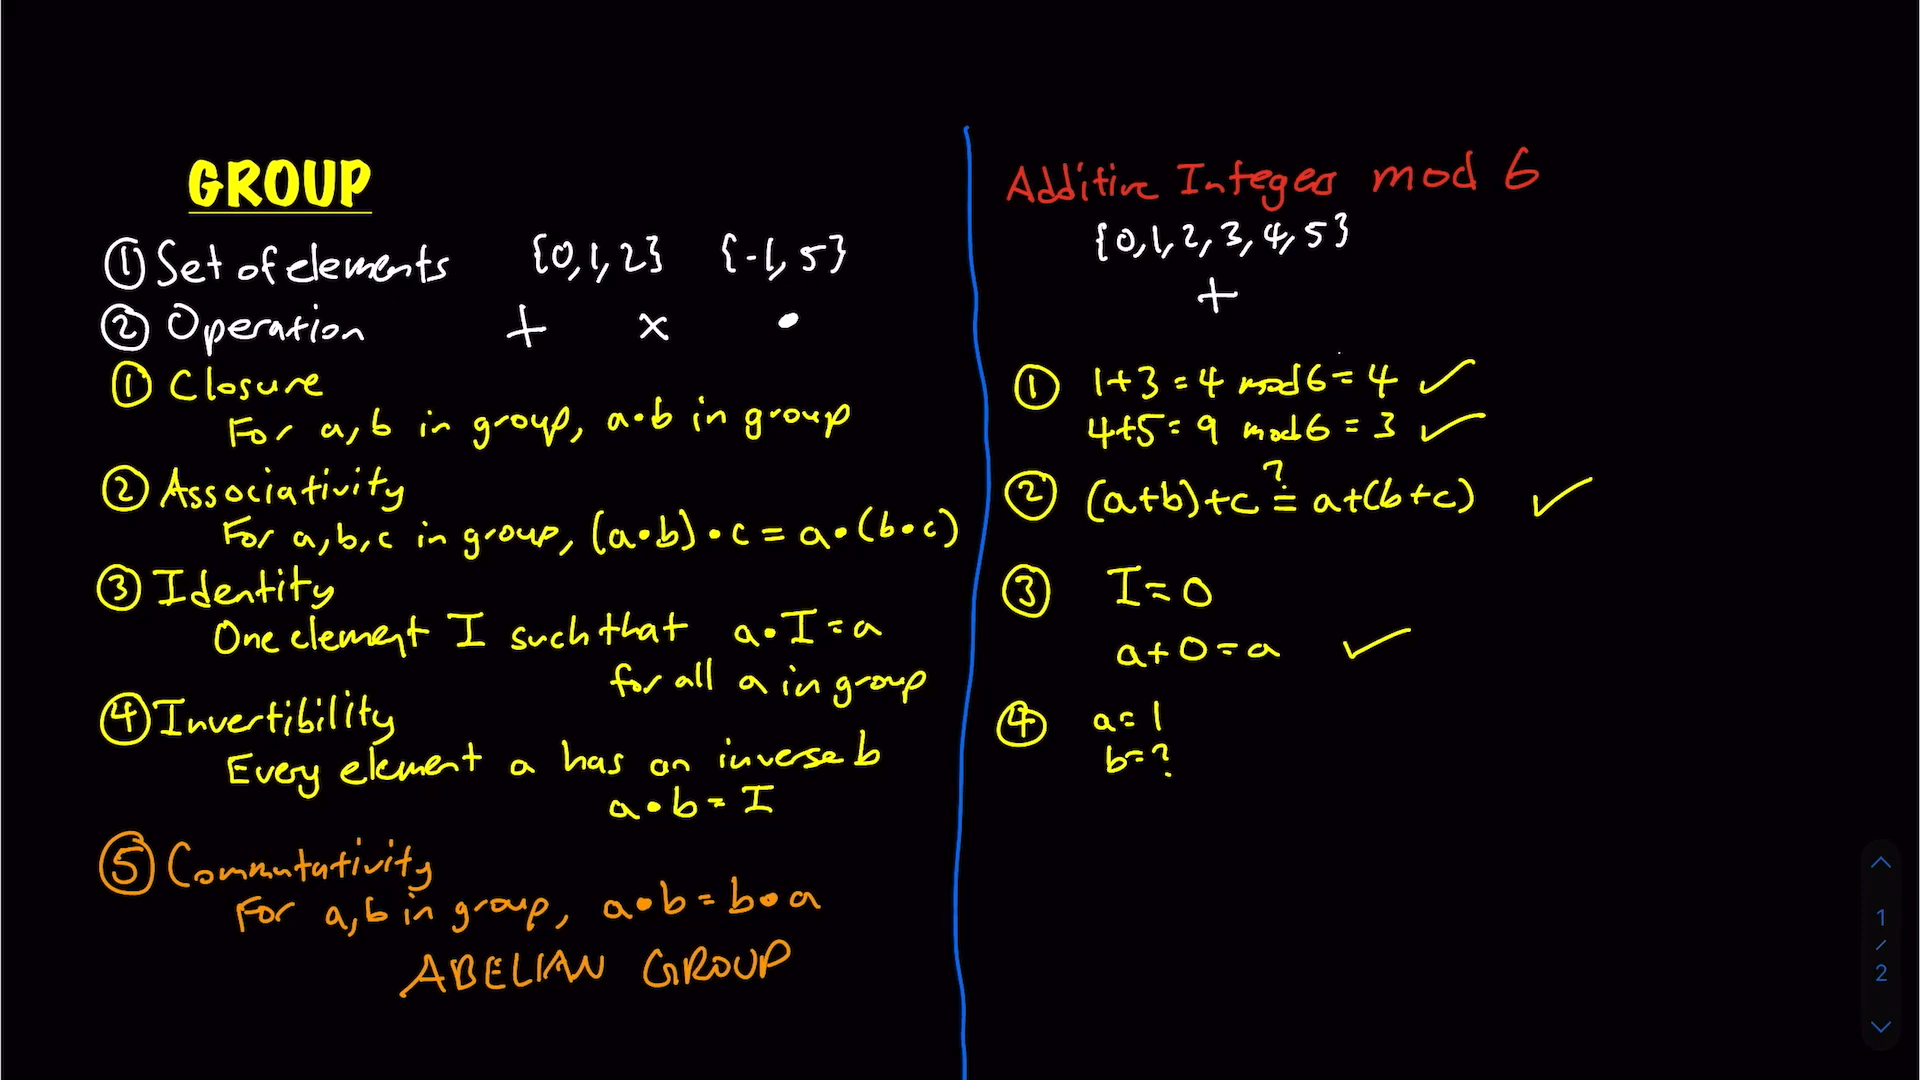 GROUP
① Set of elements {0,1,2} {-1,5}
② Operation + × •
① Closure
For a,b in group, a•b in group
② Associativity
For a,b,c in group, (a•b)•c = a•(b•c)
③ Identity
One element I such that a•I=a
for all a in group
④ Invertibility
Every element a has an inverse b
a•b=I
⑤ Commutativity
For a,b in group, a•b=b•a
ABELIAN GROUP
Additive Integers mod 6
{0,1,2,3,4,5}
+
① 1+3=4 mod 6=4 ✓
4+5=9 mod 6=3 ✓
?
② (a+b)+c = a+(b+c) ✓
③ I=0
a+0=a ✓
④ a=1
b=?
1
/
2